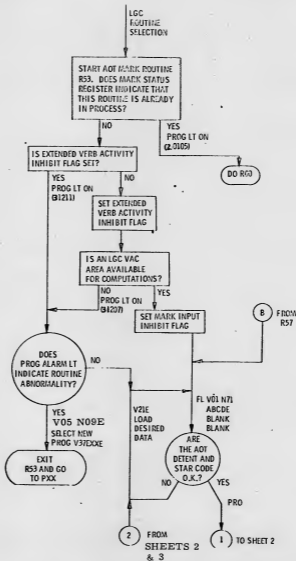 LGC
ROUTINE
SELECTION
START AOT MARK ROUTINE
R53. DOES MARK STATUS
REGISTER INDICATE THAT
THIS ROUTINE IS ALREADY
IN PROCESS?
NO
YES
PROG LT ON
DO R00
IS EXTENDED VERB ACTIVITY
INHIBIT FLAG SET?
YES
PROG LT ON
(31211)
NO
SET EXTENDED
VERB ACTIVITY
INHIBIT FLAG
IS AN LGC VAC
AREA AVAILABLE
FOR COMPUTATIONS?
NO
PROG LT ON
(31207)
YES
SET MARK INPUT
INHIBIT FLAG
B
FROM
R57
DOES
PROG ALARM LT
INDICATE ROUTINE
ABNORMALITY?
NO
YES
V05 N09E
SELECT NEW
PROG V37EXXE
EXIT
R53 AND GO
TO PXX
V21E
LOAD
DESIRED
DATA
FL V01 N71
ABCDE
BLANK
BLANK
ARE
THE AOT
DETENT AND
STAR CODE
O.K.?
NO
YES
PRO
2
FROM
SHEETS 2
& 3
1
TO SHEET 2